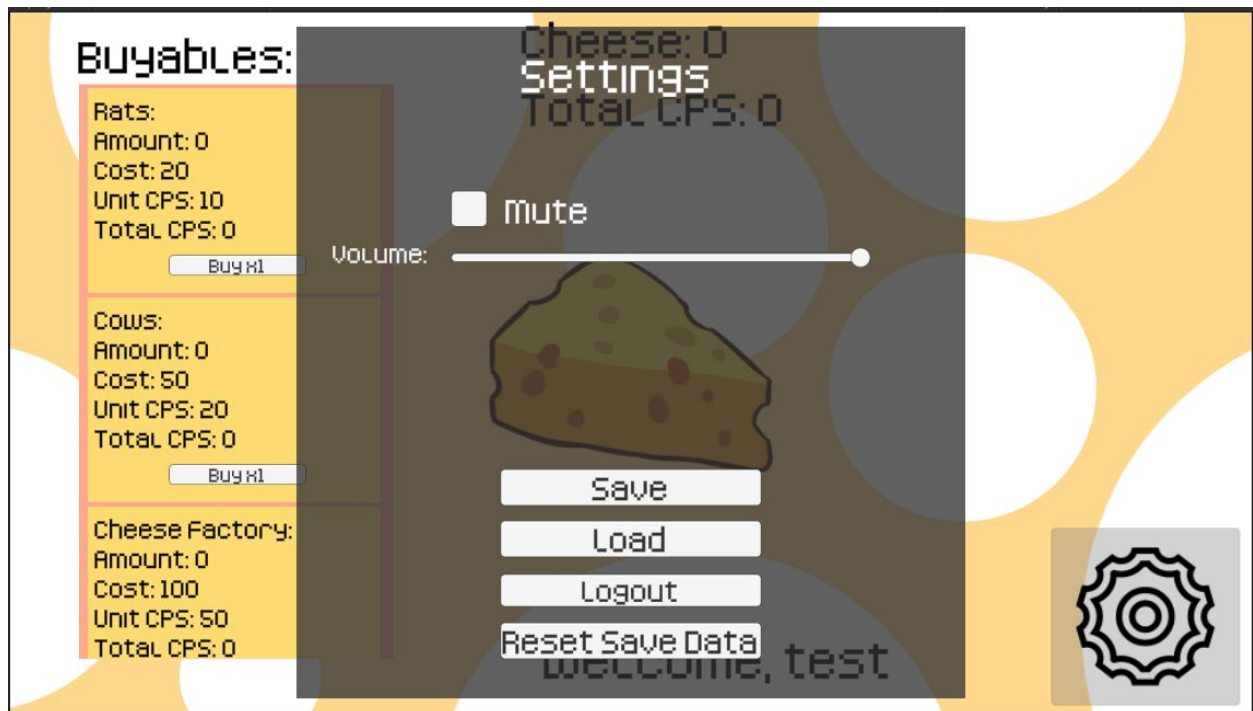 Buyables:
Rats:
Amount: 0
Cost: 20
Unit CPS: 10
Total CPS: 0
Buy x1
Cows:
Amount: 0
Cost: 50
Unit CPS: 20
Total CPS: 0
Buy x1
Cheese Factory:
Amount: 0
Cost: 100
Unit CPS: 50
Total CPS: 0
Cheese: 0
Settings
Total CPS: 0
Mute
Volume:
Save
Load
Logout
Reset Save Data
Welcome, test